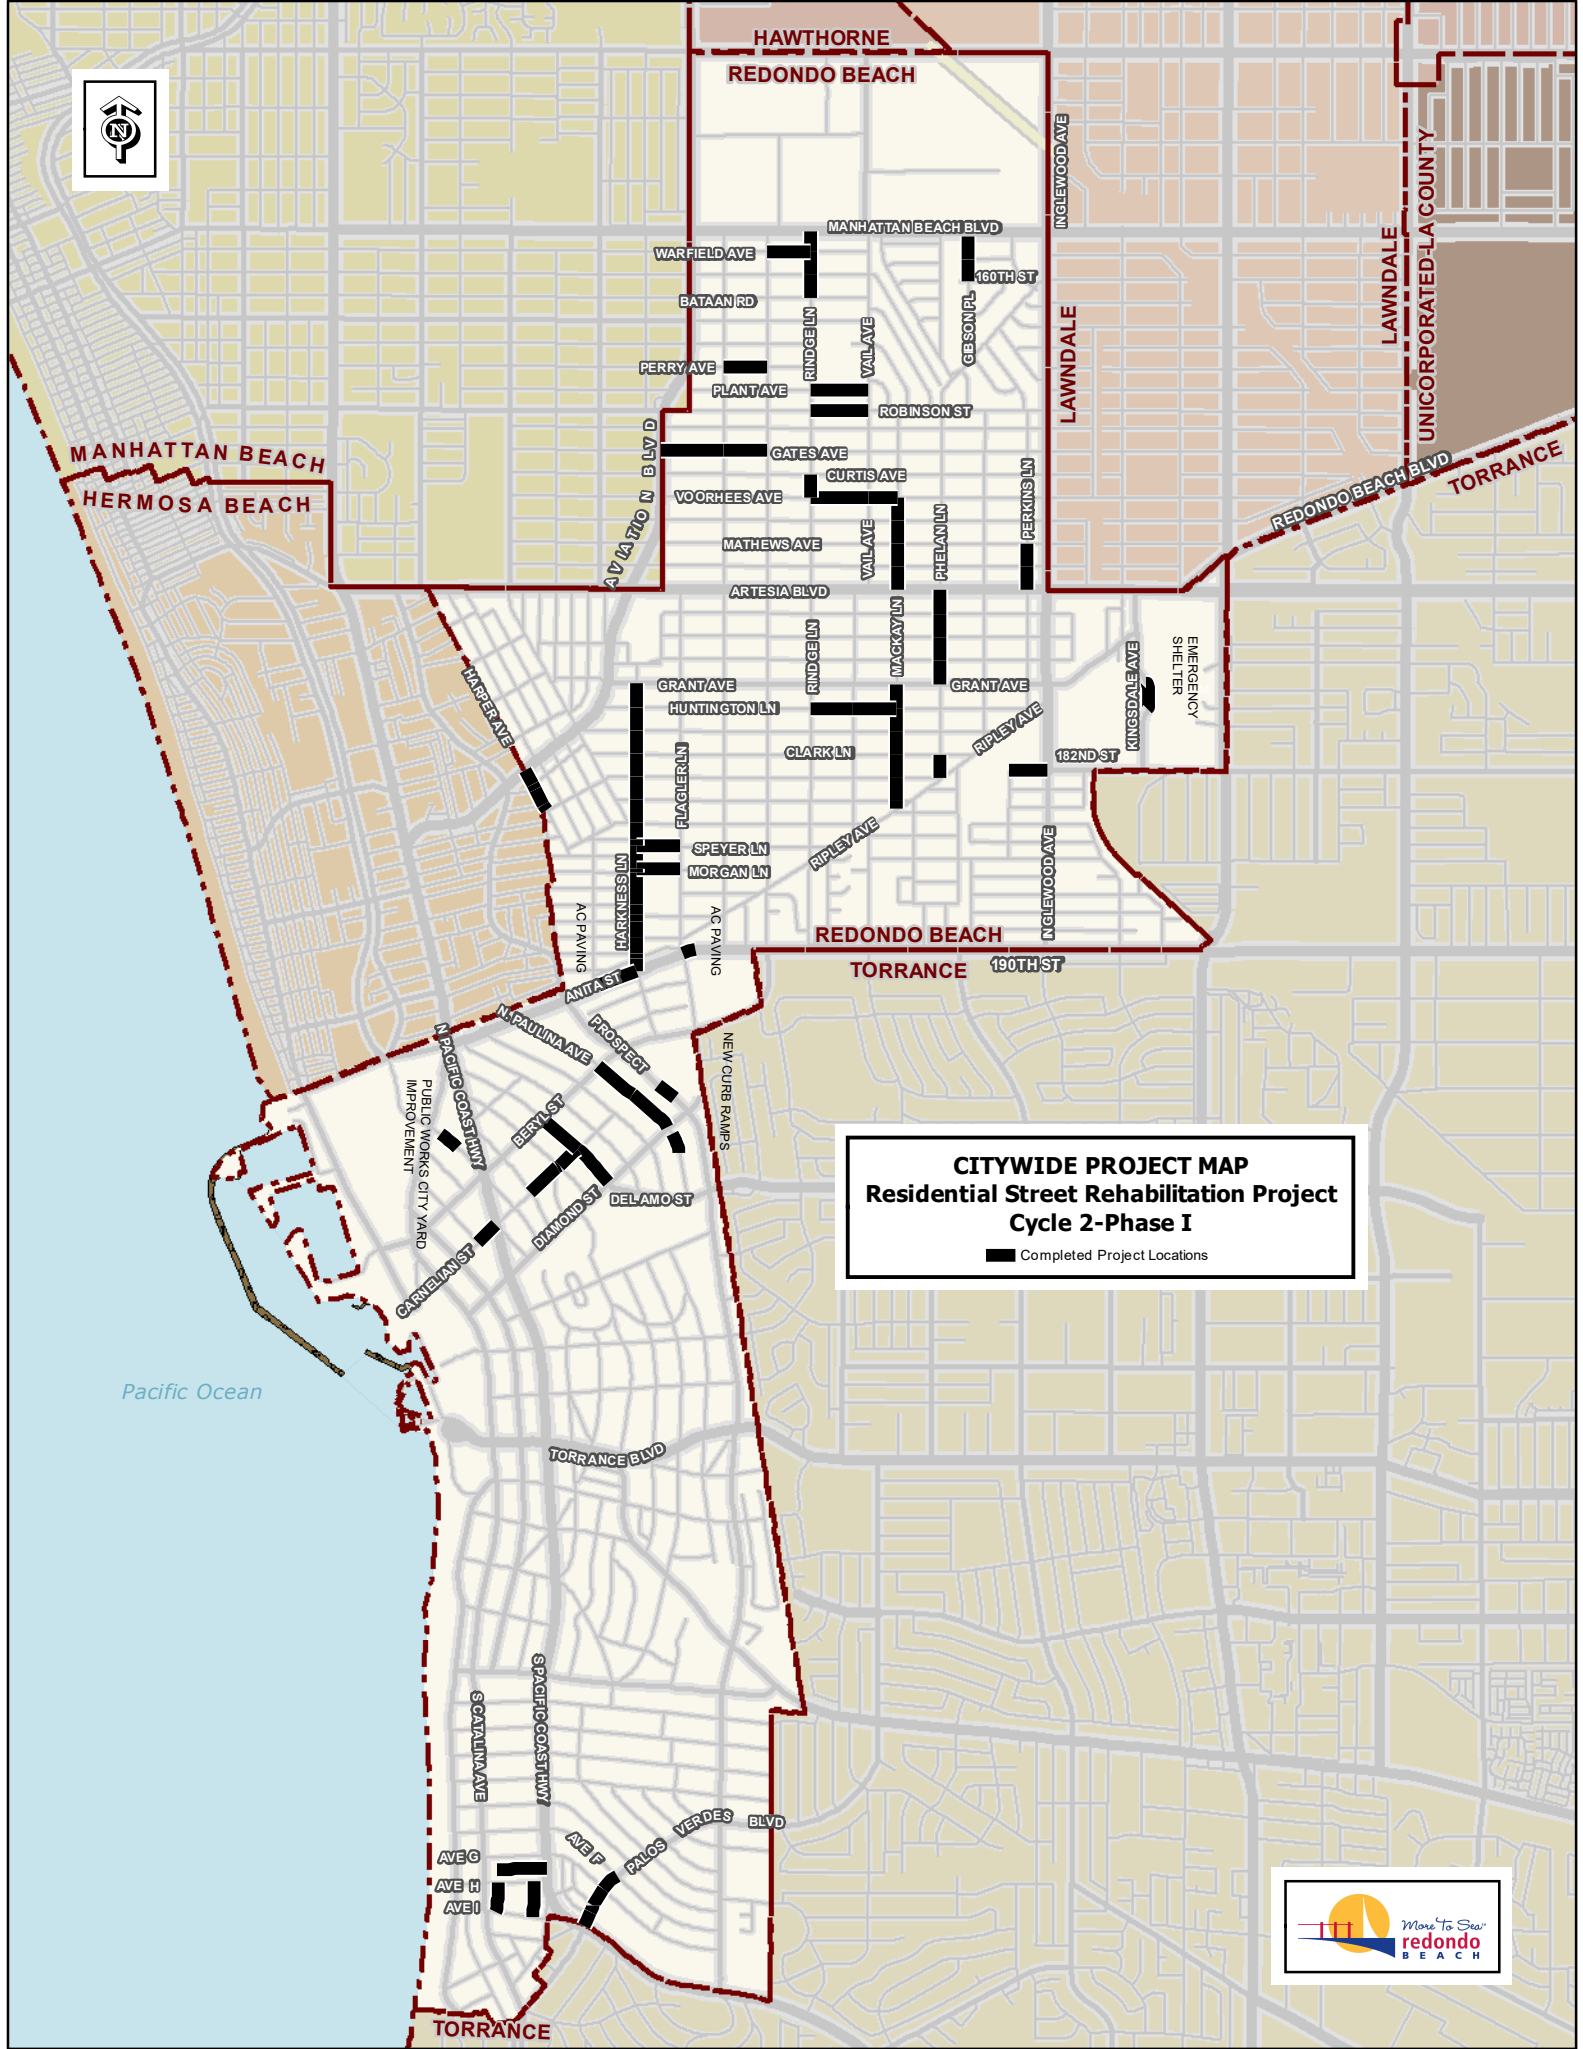 HAWTHORNE
REDONDO BEACH
N
INGLEWOOD AVE
MANHATTAN BEACH BLVD
WARFIELD AVE
160TH ST
BATAAN RD
LAWNDALE
UNICORPORATED-LA COUNTY
RINDGE LN
VAIL AVE
GIBSON PL
LAWNDALE
PERRY AVE
PLANT AVE
ROBINSON ST
AVIATION BLVD
GATES AVE
MANHATTAN BEACH
HERMOSA BEACH
CURTIS AVE
VOORHEES AVE
PERKINS LN
REDONDO BEACH BLVD
TORRANCE
MATHEWS AVE
VAIL AVE
PHELAN LN
ARTESIA BLVD
RINDGE LN
MACKAY LN
KINGSDALE AVE
EMERGENCY
SHELTER
HARPER AVE
GRANT AVE
GRANT AVE
HUNTINGTON LN
RIPLEY AVE
CLARK LN
182ND ST
FLAGLER LN
SPEYER LN
MORGAN LN
RIPLEY AVE
HARKNESS LN
INGLEWOOD AVE
AC PAVING
AC PAVING
REDONDO BEACH
TORRANCE
190TH ST
ANITA ST
N. PAULINA AVE
PROSPECT
N PACIFIC COAST HWY
NEW CURB RAMPS
PUBLIC WORKS CITY YARD
IMPROVEMENT
BERYL ST
DIAMOND ST
DEL AMO ST
CARNELIAN ST
CITYWIDE PROJECT MAP
Residential Street Rehabilitation Project
Cycle 2-Phase I
Completed Project Locations
Pacific Ocean
TORRANCE BLVD
S CATALINA AVE
S PACIFIC COAST HWY
AVE F
PALOS VERDES BLVD
AVE G
AVE H
AVE I
More To Sea
redondo
BEACH
TORRANCE